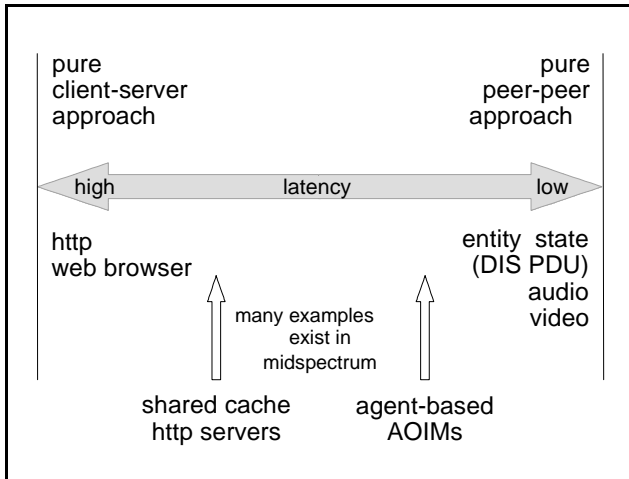 pure
client-server
approach
pure
peer-peer
approach
high
latency
low
http
web browser
entity state
(DIS PDU)
audio
video
many examples
exist in
midspectrum
shared cache
http servers
agent-based
AOIMs